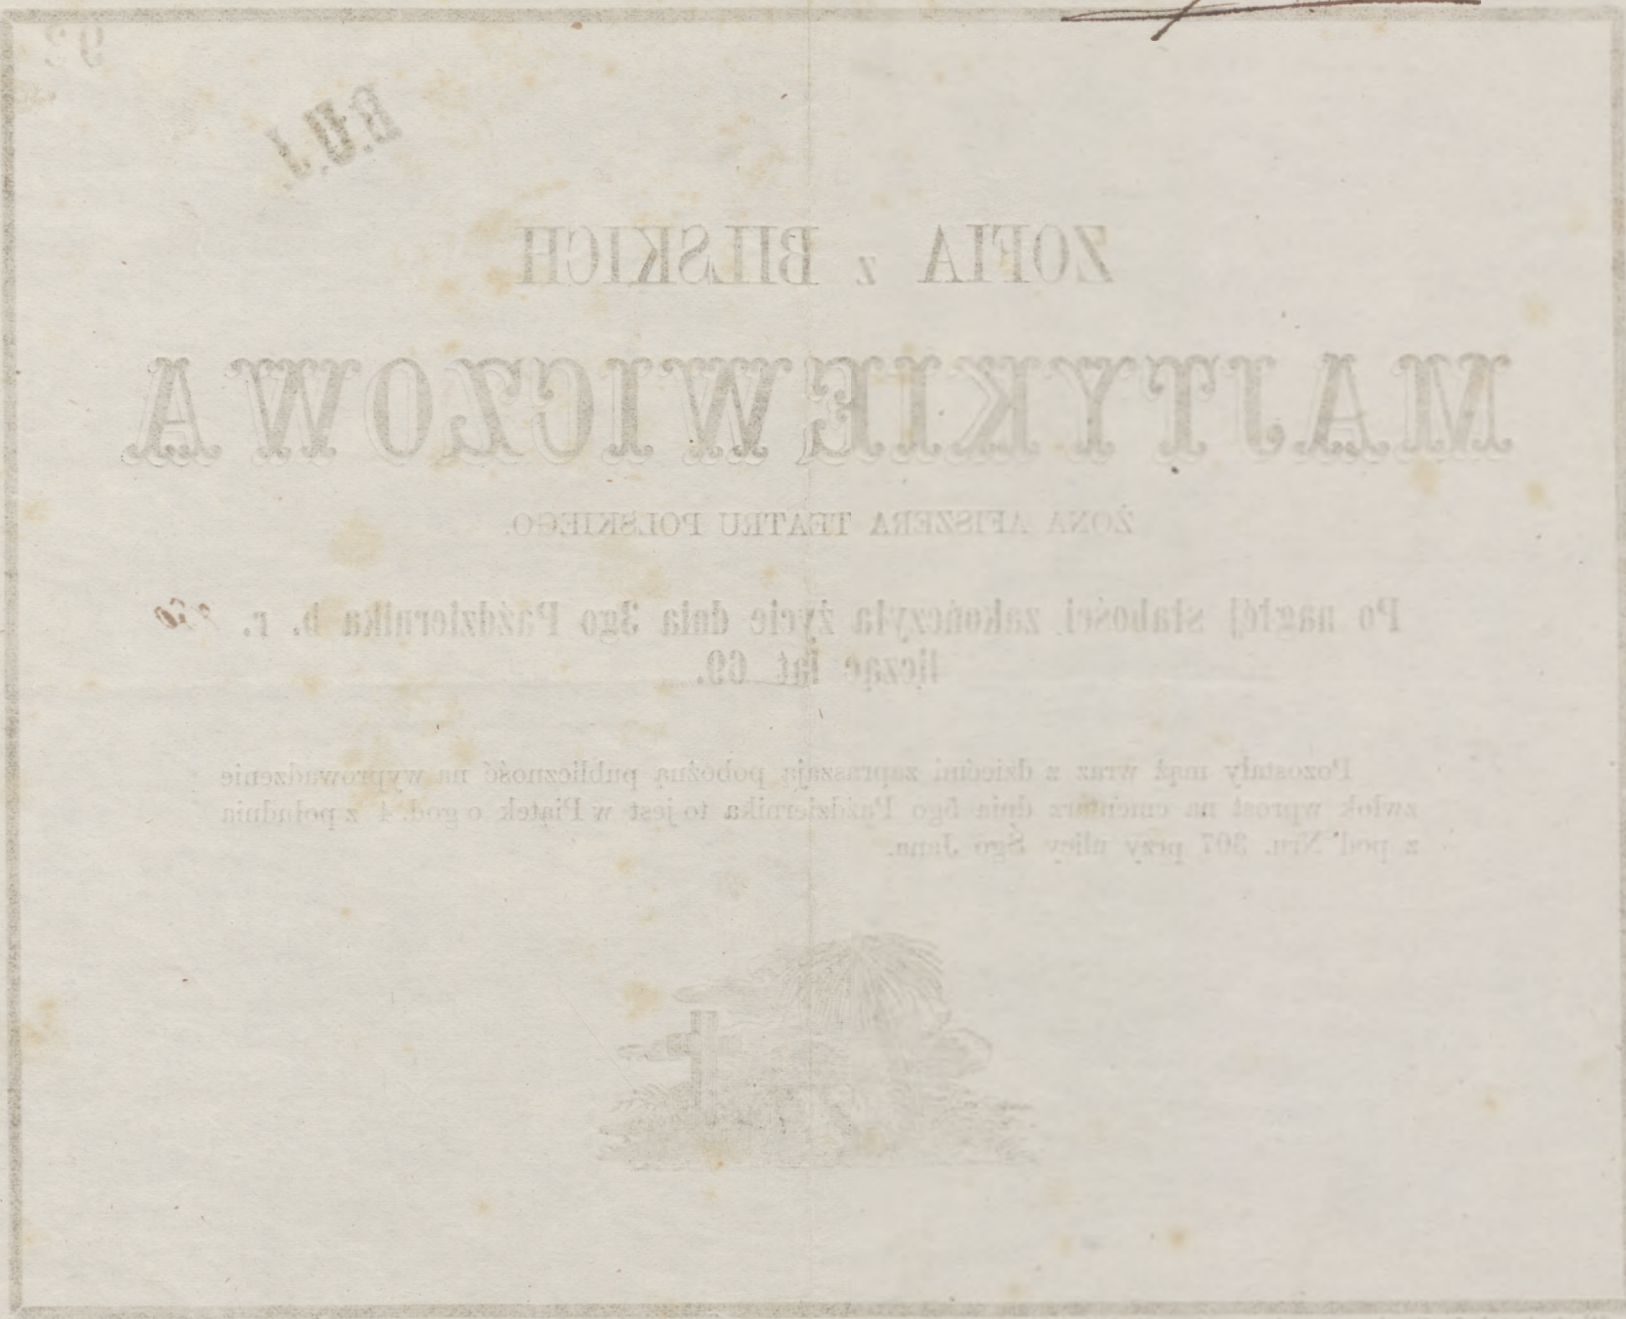 B.U.J.
ZOFIA z BILSKICH
MAJTYKIEWICZOWA
ŻONA AFISZERA TEATRU POLSKIEGO.
Po nagłéj słabości zakończyła życie dnia 3go Października b. r.
licząc lat 69.
Pozostały mąż wraz z dziećmi zapraszają pobożną publiczność na wyprowadzenie
zwłok wprost na cmentarz dnia 5go Października to jest w Piątek o god. 4 z południa
z pod Nru. 307 przy ulicy Śgo Jana.